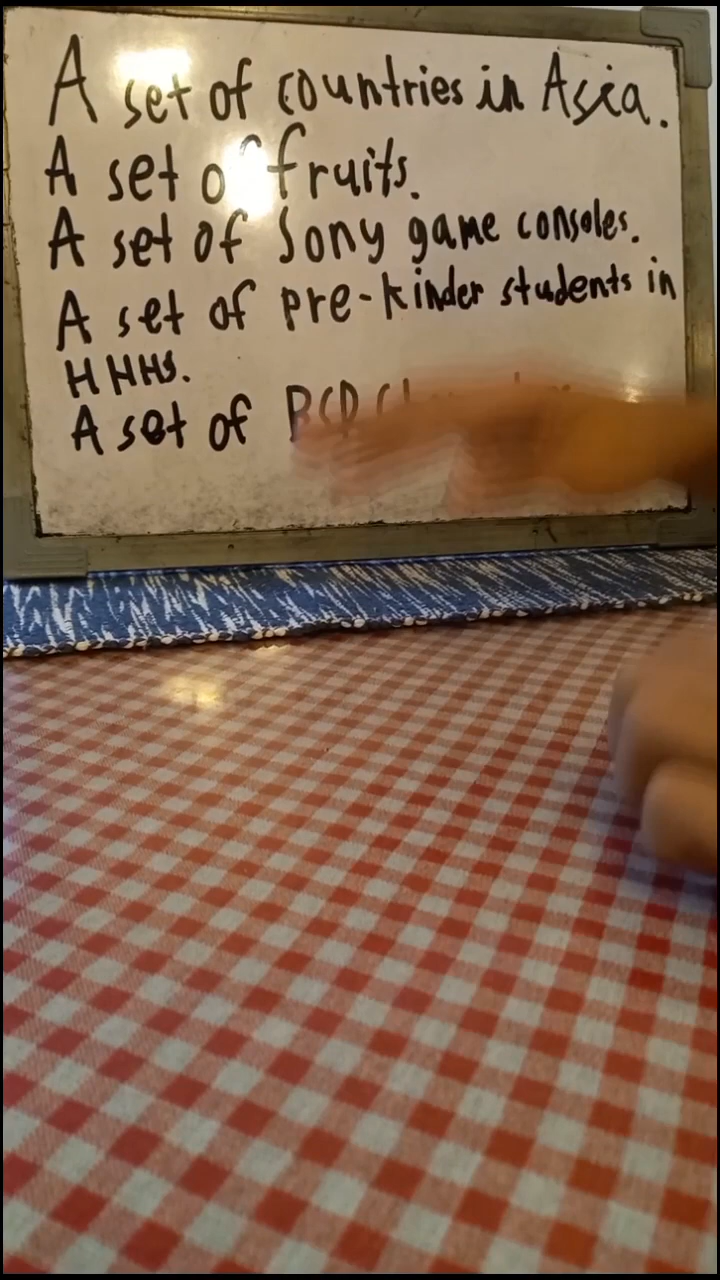 A set of countries in Asia.
A set of fruits.
A set of Sony game consoles.
A set of pre-kinder students in
HHHS.
A set of